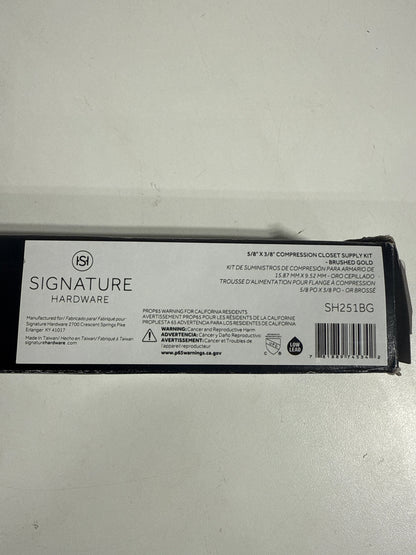 SH
SIGNATURE
HARDWARE
Manufactured for/ Fabricado para/ Fabriqué pour
Signature Hardware 2700 Crescent Springs Pike
Erlanger KY 41017
Made in Taiwan/ Hecho en Taiwan/ Fabriqué à Taiwan
signaturehardware.com
5/8" X 3/8" COMPRESSION CLOSET SUPPLY KIT
- BRUSHED GOLD
KIT DE SUMINISTROS DE COMPRESIÓN PARA ARMARIO DE
15.87 MM X 9.52 MM - ORO CEPILLADO
TROUSSE D'ALIMENTATION POUR FLANGE À COMPRESSION
5/8 PO X 3/8 PO - OR BROSSÉ
PROP65 WARNING FOR CALIFORNIA RESIDENTS
AVERTISSEMENT PROP65 POUR LES RÉSIDENTS DE LA CALIFORNIE
PROPUESTA 65 ADVERTENCIA PARA LOS RESIDENTES DE CALIFORNIA
WARNING: Cancer and Reproductive Harm
ADVERTENCIA: Cáncer y Daño Reproductivo
AVERTISSEMENT: Cancer et Troubles de
l'appareil reproducteur
www.p65warnings.ca.gov
UPC
LOW
LEAD
SH251BG